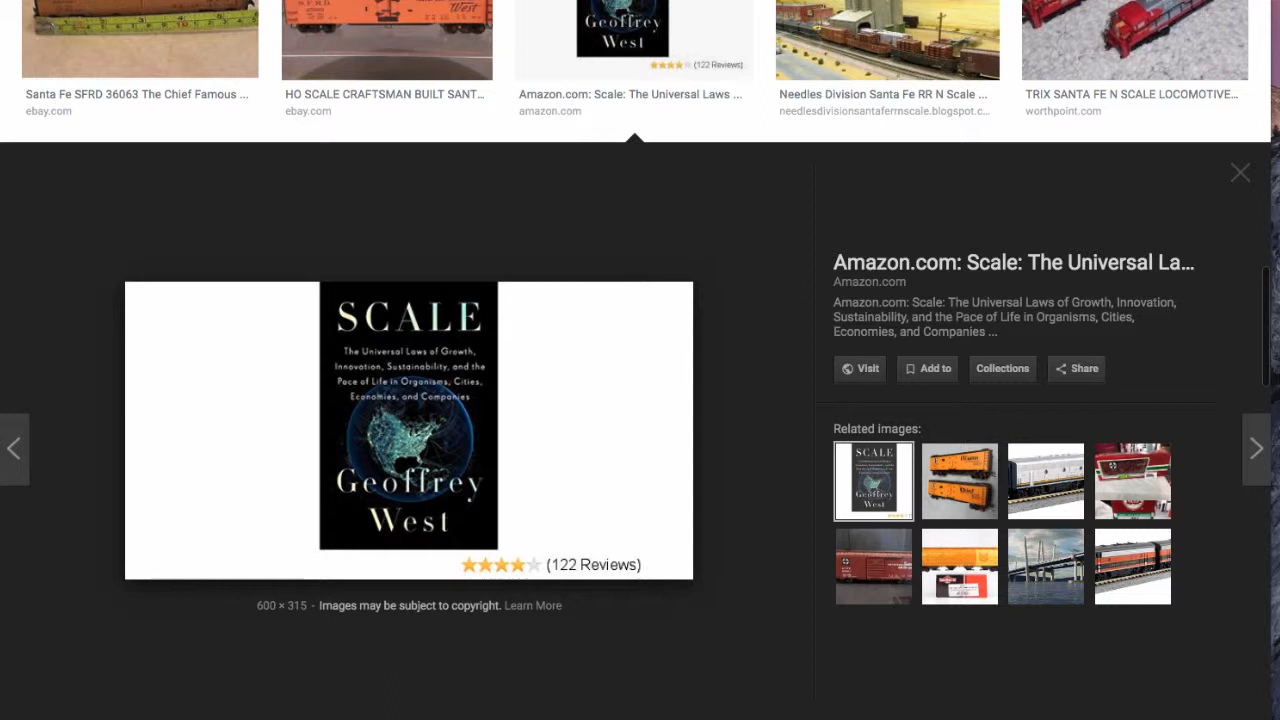 S.F.R.D.
West
Geoffrey
West
(122 Reviews)
Santa Fe SFRD 36063 The Chief Famous ...
ebay.com
HO SCALE CRAFTSMAN BUILT SANT...
ebay.com
Amazon.com: Scale: The Universal Laws ...
amazon.com
Needles Division Santa Fe RR N Scale ...
needlesdivisionsantaferrnscale.blogspot.c...
TRIX SANTA FE N SCALE LOCOMOTIVE...
worthpoint.com
SCALE
The Universal Laws of Growth,
Innovation, Sustainability, and the
Pace of Life in Organisms, Cities,
Economies, and Companies
Geoffrey
West
(122 Reviews)
600 × 315 - Images may be subject to copyright. Learn More
Amazon.com: Scale: The Universal La...
Amazon.com
Amazon.com: Scale: The Universal Laws of Growth, Innovation,
Sustainability, and the Pace of Life in Organisms, Cities,
Economies, and Companies ...
Visit
Add to
Collections
Share
Related images:
SCALE
Geoffrey
West